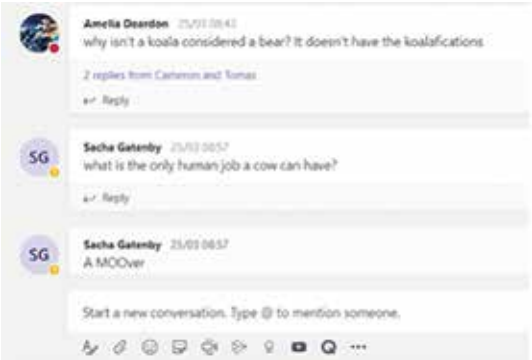 Amelia Deardon 25/03 08:43
why isn't a koala considered a bear? It doesn't have the koalafications
2 replies from Cameron and Tomas
Reply
SG
Sacha Gatenby 25/03 08:57
what is the only human job a cow can have?
Reply
SG
Sacha Gatenby 25/03 08:57
A MOOver
Start a new conversation. Type @ to mention someone.